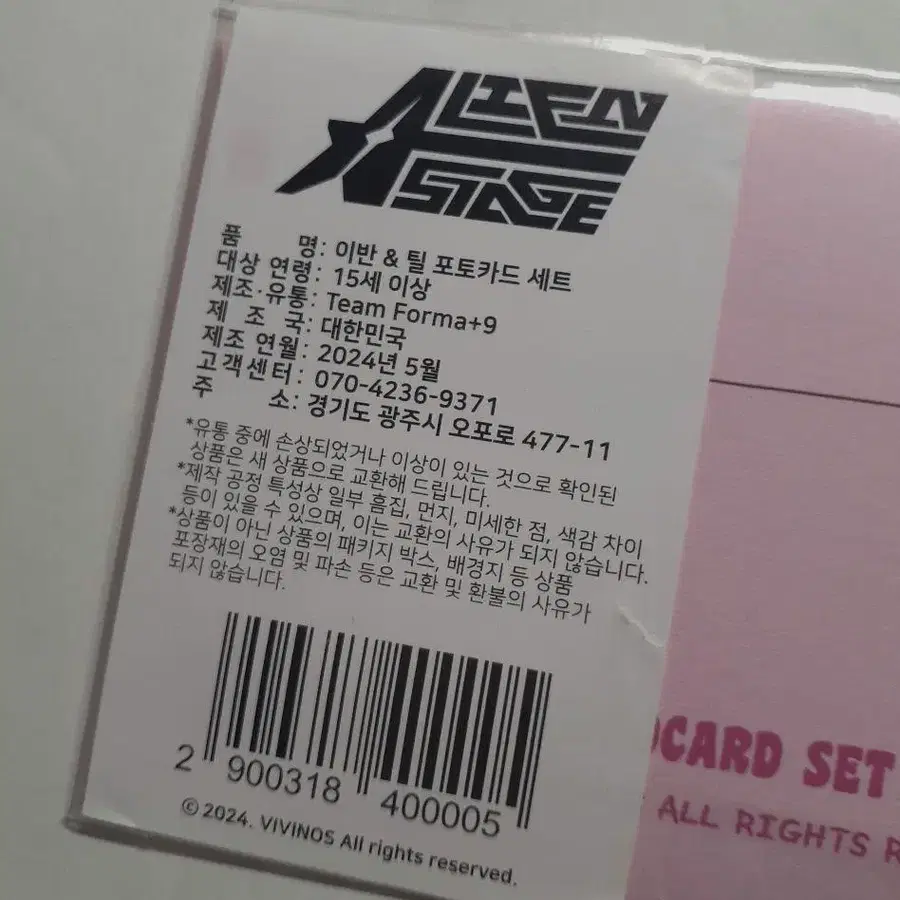 ALIEN
STAGE
품 명: 이반 & 틸 포토카드 세트
대상 연령: 15세 이상
제조·유통: Team Forma+9
제 조 국: 대한민국
제조 연월: 2024년 5월
고객센터: 070-4236-9371
주 소: 경기도 광주시 오포로 477-11
*유통 중에 손상되었거나 이상이 있는 것으로 확인된
상품은 새 상품으로 교환해 드립니다.
*제작 공정 특성상 일부 흠집, 먼지, 미세한 점, 색감 차이
등이 있을 수 있으며, 이는 교환의 사유가 되지 않습니다.
*상품이 아닌 상품의 패키지 박스, 배경지 등 상품
포장재의 오염 및 파손 등은 교환 및 환불의 사유가
되지 않습니다.
2 900318 400005
© 2024. VIVINOS All rights reserved.
CARD SET
ALL RIGHTS